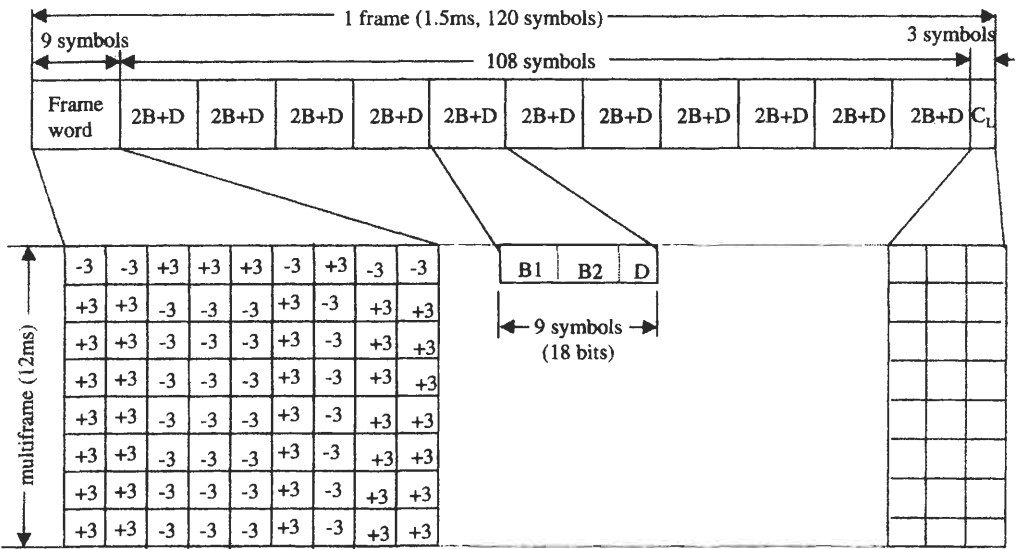 1 frame (1.5ms, 120 symbols)
9 symbols
3 symbols
108 symbols
Frame word 2B+D 2B+D 2B+D 2B+D 2B+D 2B+D 2B+D 2B+D 2B+D 2B+D 2B+D C_L
-3 -3 +3 +3 +3 -3 +3 -3 -3
+3 +3 -3 -3 -3 +3 -3 +3 +3
+3 +3 -3 -3 -3 +3 -3 +3 +3
+3 +3 -3 -3 -3 +3 -3 +3 +3
+3 +3 -3 -3 -3 +3 -3 +3 +3
+3 +3 -3 -3 -3 +3 -3 +3 +3
+3 +3 -3 -3 -3 +3 -3 +3 +3
+3 +3 -3 -3 -3 +3 -3 +3 +3
multiframe (12ms)
B1 B2 D
9 symbols
(18 bits)